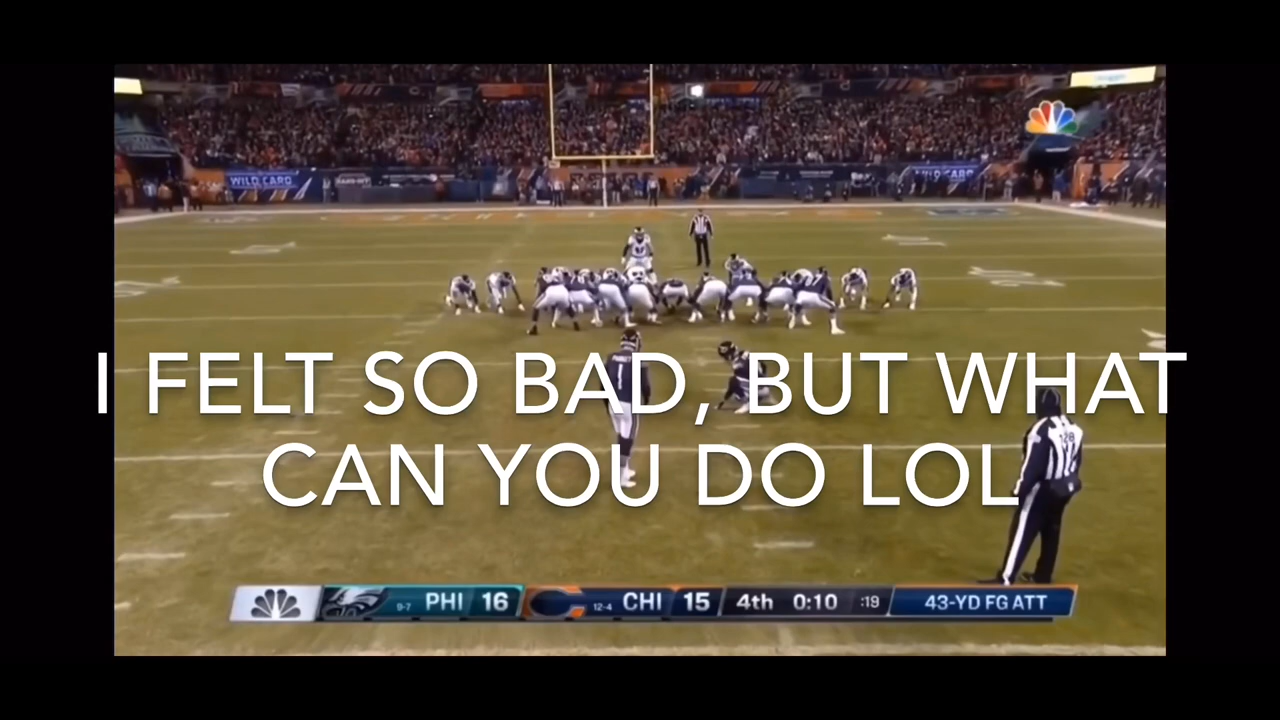 WILD CARD
WILD CARD
I FELT SO BAD, BUT WHAT
1
CAN YOU DO LOL
9-7 PHI 16 12-4 CHI 15 4th 0:10 :19 43-YD FG ATT